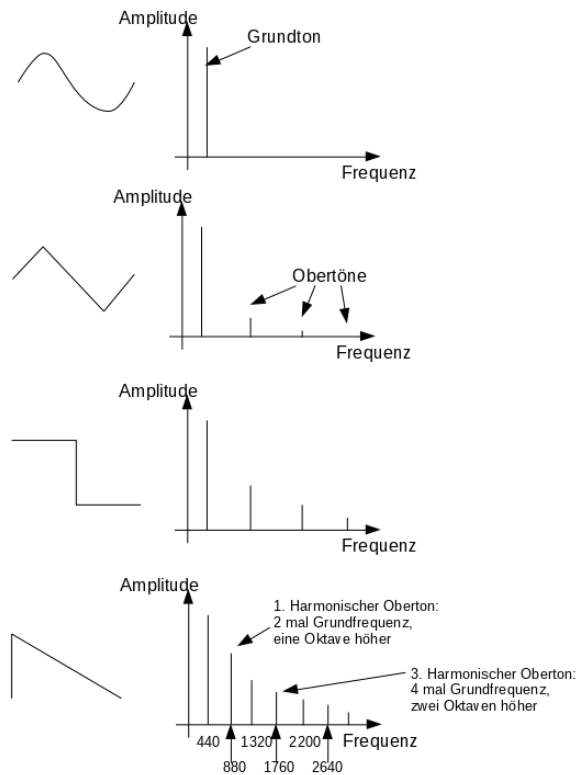 Amplitude
Grundton
Frequenz
Amplitude
Obertöne
Frequenz
Amplitude
Frequenz
Amplitude
1. Harmonischer Oberton:
2 mal Grundfrequenz,
eine Oktave höher
3. Harmonischer Oberton:
4 mal Grundfrequenz,
zwei Oktaven höher
440 1320 2200 Frequenz
880 1760 2640